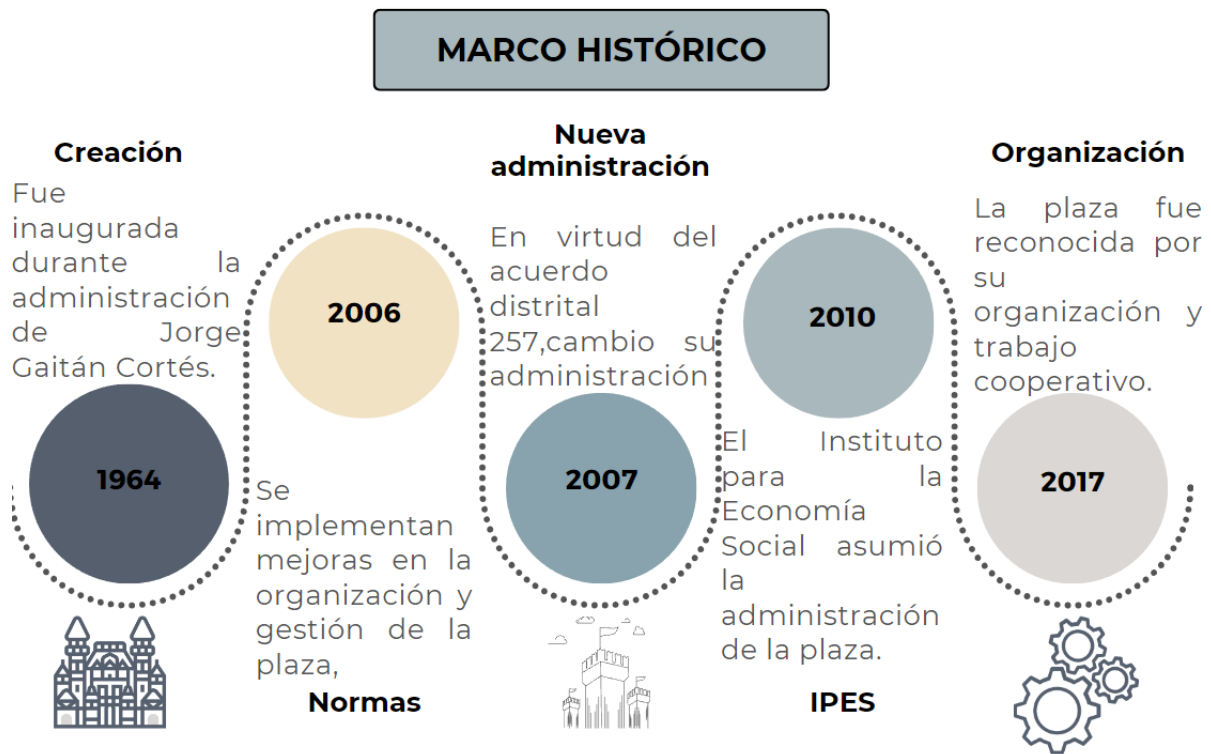 MARCO HISTÓRICO
Creación
Fue
inaugurada
durante la
administración
de Jorge
Gaitán Cortés.
1964
2006
Se
implementan
mejoras en la
organización y
gestión de la
plaza,
Normas
Nueva
administración
En virtud del
acuerdo
distrital
257,cambio su
administración
2007
2010
El Instituto
para la
Economía
Social asumió
la
administración
de la plaza.
IPES
Organización
La plaza fue
reconocida por
su
organización y
trabajo
cooperativo.
2017